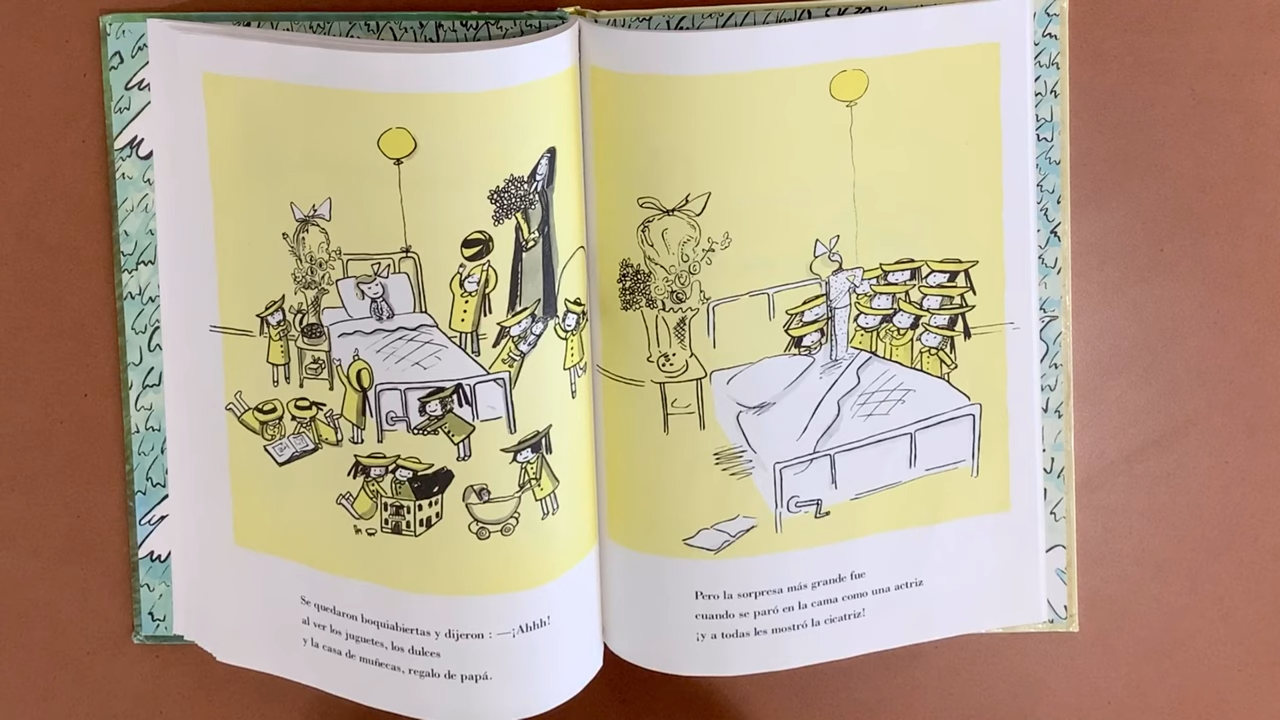 Se quedaron boquiabiertas y dijeron : —¡Ahhh!
al ver los juguetes, los dulces
y la casa de muñecas, regalo de papá.
Pero la sorpresa más grande fue
cuando se paró en la cama como una actriz
¡y a todas les mostró la cicatriz!